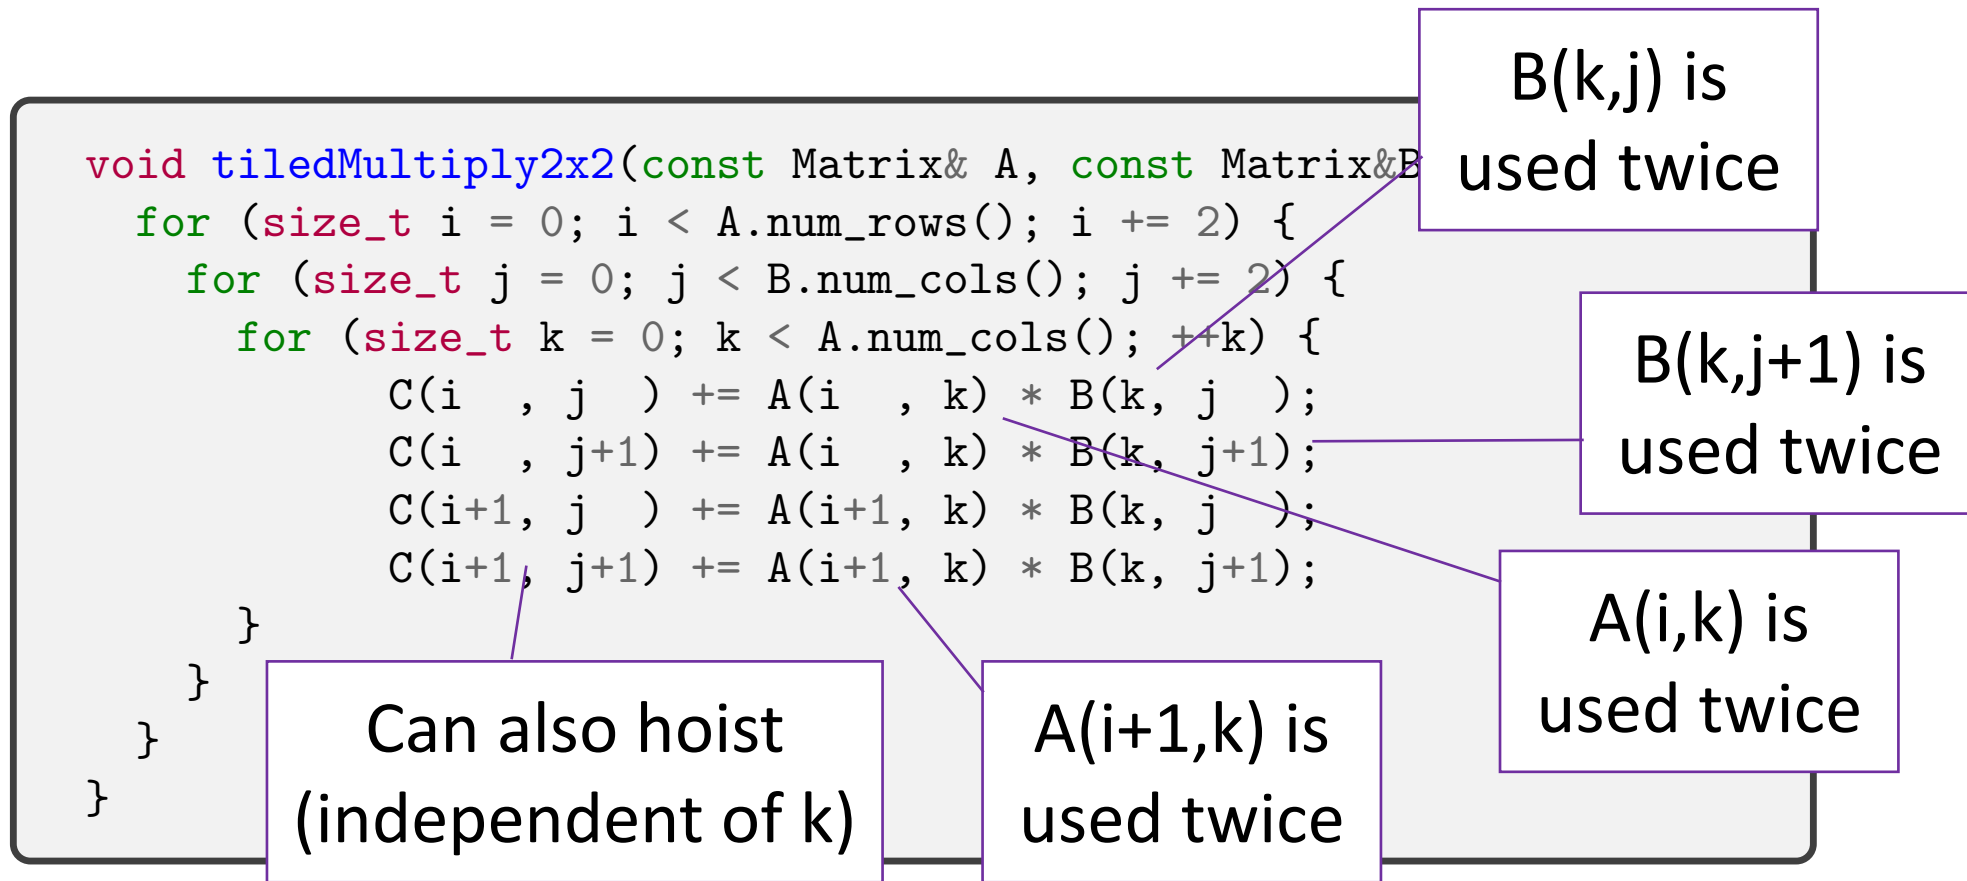 void tiledMultiply2x2(const Matrix& A, const Matrix&B
  for (size_t i = 0; i < A.num_rows(); i += 2) {
    for (size_t j = 0; j < B.num_cols(); j += 2) {
      for (size_t k = 0; k < A.num_cols(); ++k) {
            C(i  , j  ) += A(i  , k) * B(k, j  );
            C(i  , j+1) += A(i  , k) * B(k, j+1);
            C(i+1, j  ) += A(i+1, k) * B(k, j  );
            C(i+1, j+1) += A(i+1, k) * B(k, j+1);
      }
    }
  }
}
B(k,j) is
used twice
B(k,j+1) is
used twice
A(i,k) is
used twice
A(i+1,k) is
used twice
Can also hoist
(independent of k)